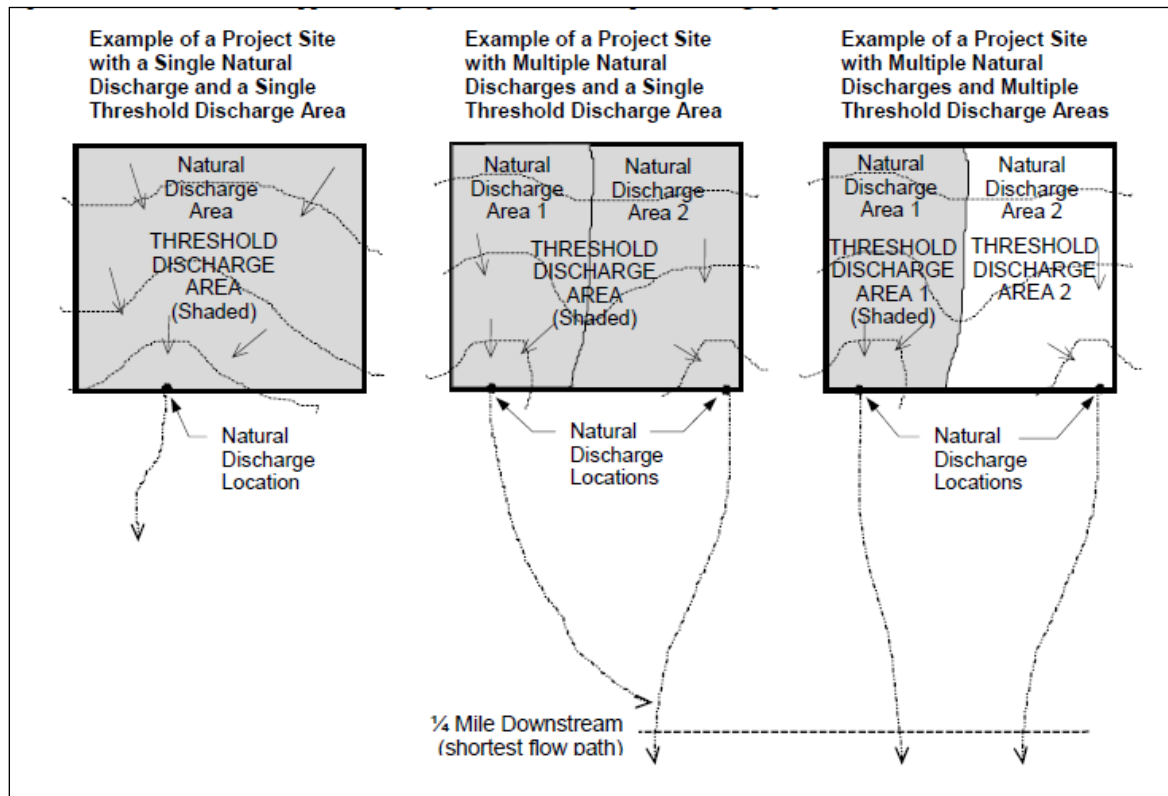 Example of a Project Site
with a Single Natural
Discharge and a Single
Threshold Discharge Area
Natural
Discharge
Area
THRESHOLD
DISCHARGE
AREA
(Shaded)
Natural
Discharge
Location
Example of a Project Site
with Multiple Natural
Discharges and a Single
Threshold Discharge Area
Natural
Discharge
Area 1
Natural
Discharge
Area 2
THRESHOLD
DISCHARGE
AREA
(Shaded)
Natural
Discharge
Locations
Example of a Project Site
with Multiple Natural
Discharges and Multiple
Threshold Discharge Areas
Natural
Discharge
Area 1
Natural
Discharge
Area 2
THRESHOLD
DISCHARGE
AREA 1
(Shaded)
THRESHOLD
DISCHARGE
AREA 2
Natural
Discharge
Locations
¼ Mile Downstream
(shortest flow path)